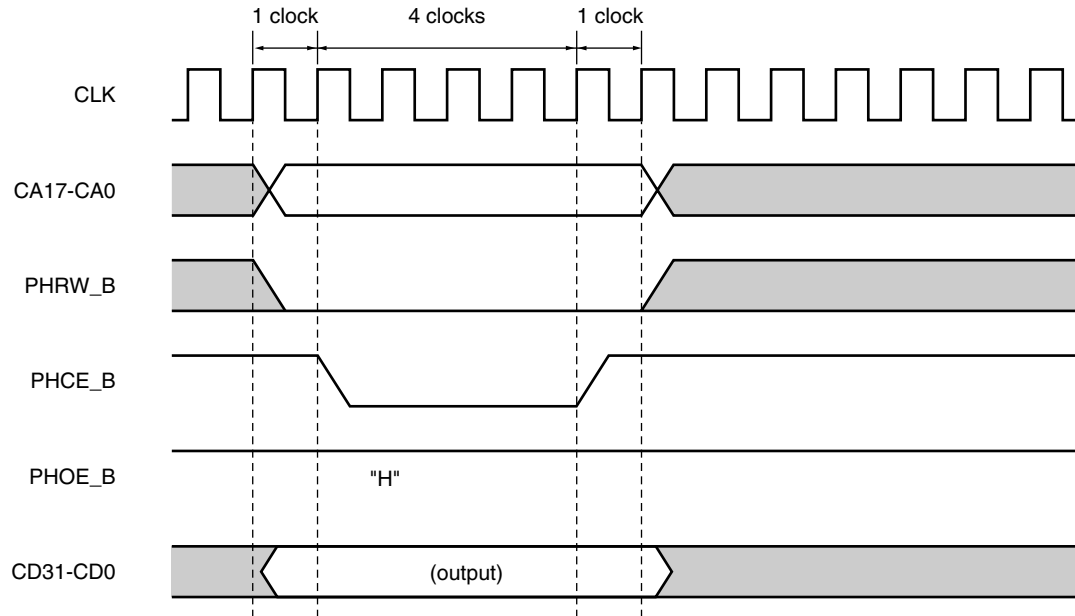 1 clock 4 clocks 1 clock
CLK
CA17-CA0
PHRW_B
PHCE_B
PHOE_B "H"
CD31-CD0 (output)